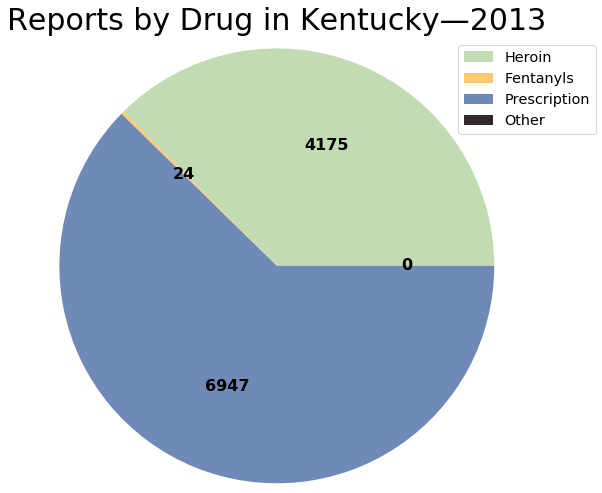 Reports by Drug in Kentucky—2013
Heroin
Fentanyls
Prescription
Other
4175
24
0
6947